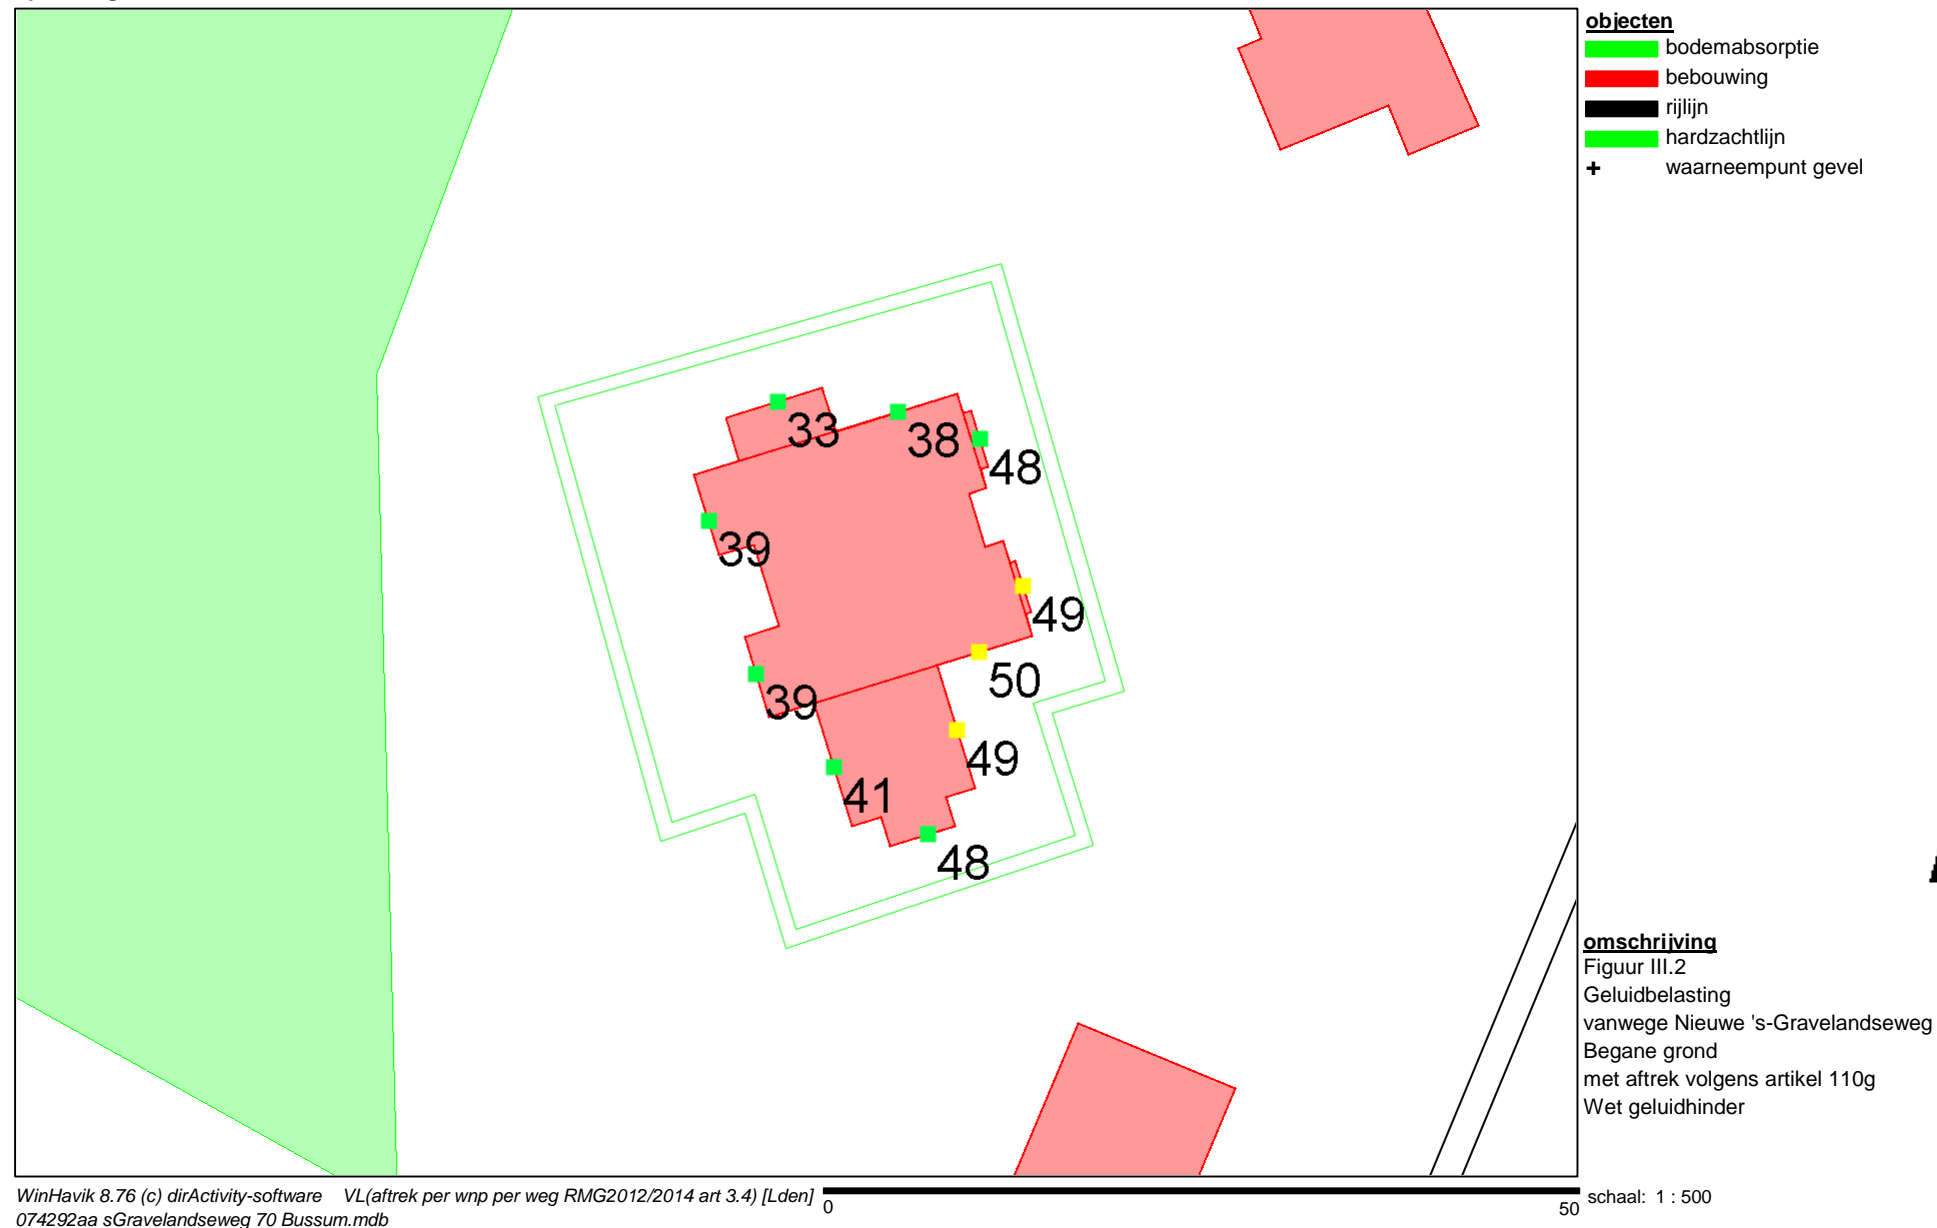 objecten
bodemabsorptie
bebouwing
rijlijn
hardzachtlijn
+ waarneempunt gevel
33
38
48
39
49
50
39
49
41
48
omschrijving
Figuur III.2
Geluidbelasting
vanwege Nieuwe 's-Gravelandseweg
Begane grond
met aftrek volgens artikel 110g
Wet geluidhinder
WinHavik 8.76 (c) dirActivity-software VL(aftrek per wnp per weg RMG2012/2014 art 3.4) [Lden]
0 50 schaal: 1 : 500
074292aa sGravelandseweg 70 Bussum.mdb